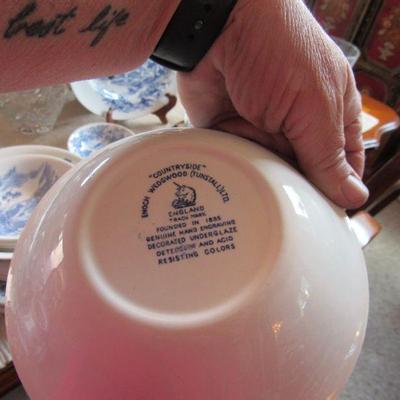 best life
"COUNTRYSIDE"
ENOCH WEDGWOOD (TUNSTALL) LTD.
ENGLAND
TRADE MARK
FOUNDED IN 1835
GENUINE HAND ENGRAVING
DECORATED UNDERGLAZE
DETERGENT AND ACID
RESISTING COLORS